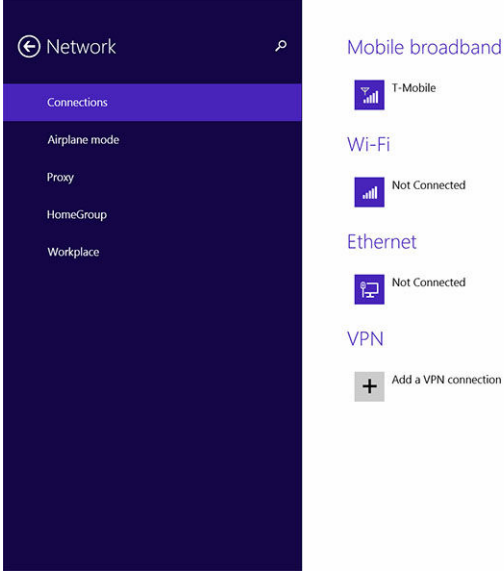 Network
Connections
Airplane mode
Proxy
HomeGroup
Workplace
Mobile broadband
T-Mobile
Wi-Fi
Not Connected
Ethernet
Not Connected
VPN
Add a VPN connection